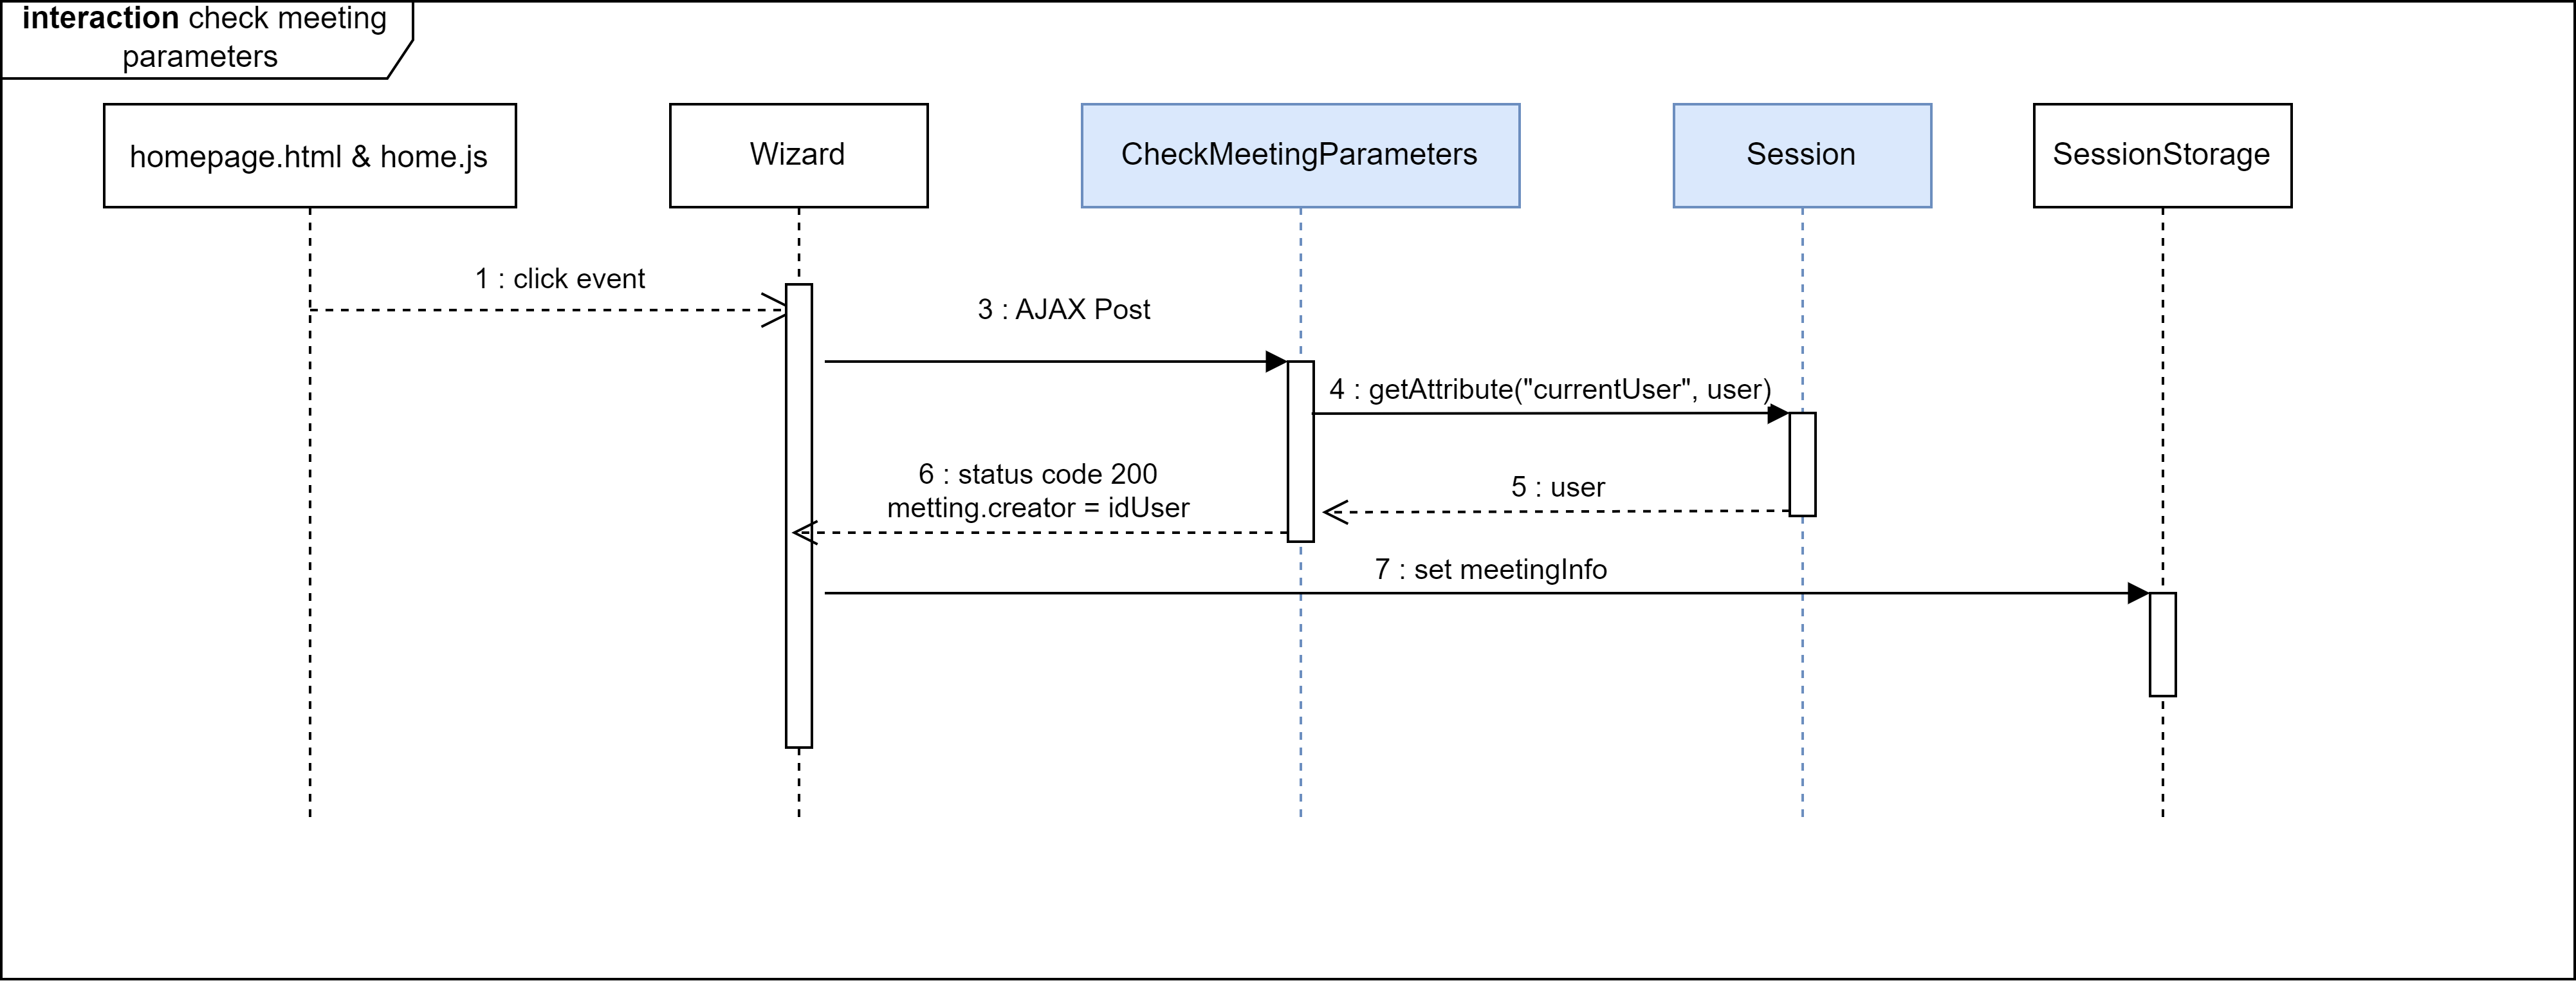 interaction check meeting
parameters
homepage.html & home.js
Wizard
CheckMeetingParameters
Session
SessionStorage
1 : click event
3 : AJAX Post
4 : getAttribute("currentUser", user)
6 : status code 200
metting.creator = idUser
5 : user
7 : set meetingInfo